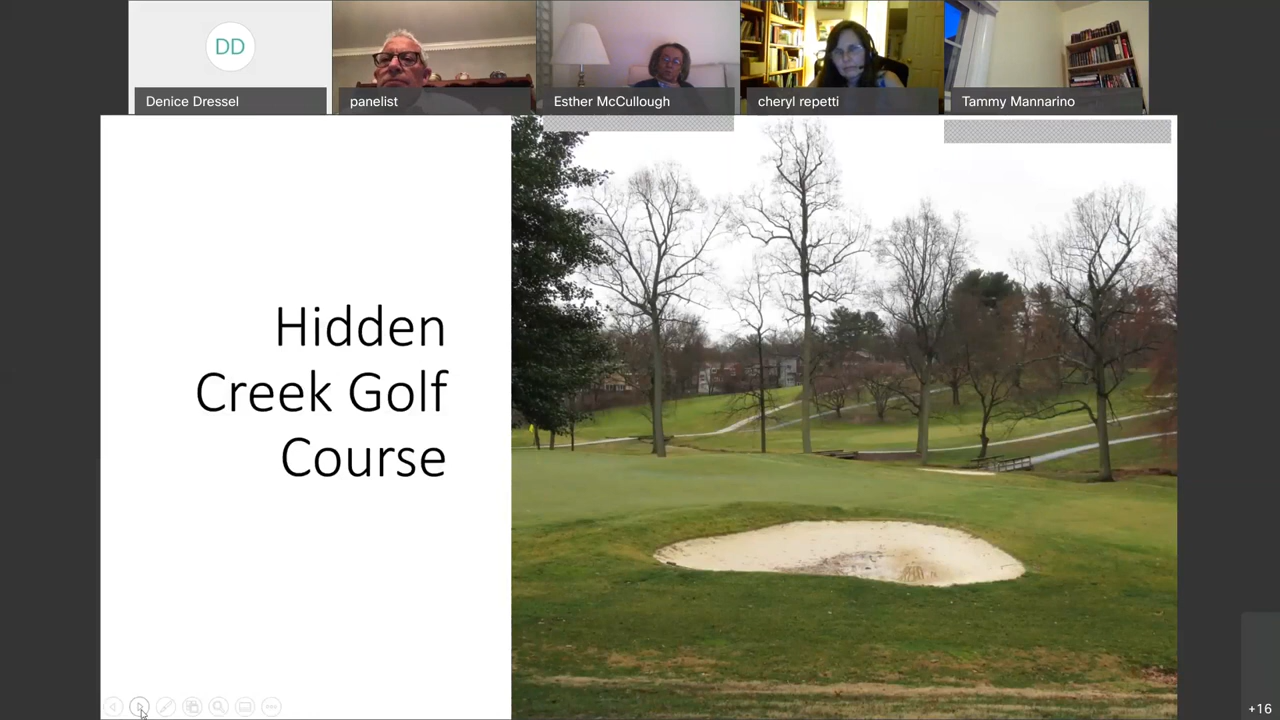 DD
Denice Dressel
panelist
Esther McCullough
cheryl repetti
Tammy Mannarino
Hidden
Creek Golf
Course
+16